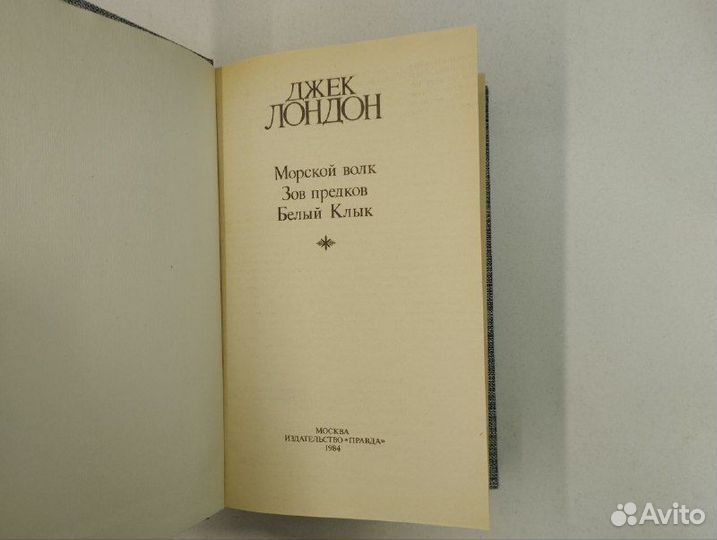 ДЖЕК
ЛОНДОН
Морской волк
Зов предков
Белый Клык
МОСКВА
ИЗДАТЕЛЬСТВО «ПРАВДА»
1984
Avito